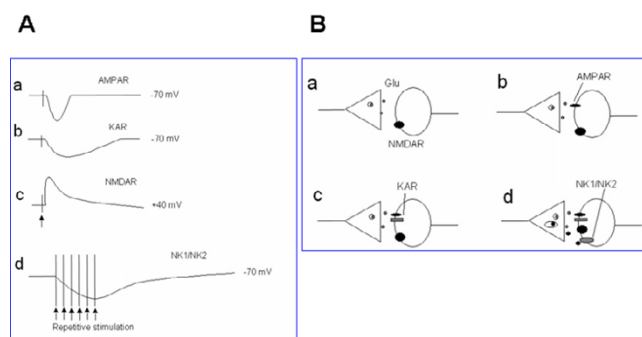 A
a
AMPAR
-70 mV
b
KAR
-70
c
NMDAR
+40 mV
d
NK1/NK2
-70 mV
Repetitive stimulation
B
a
Glu
NMDAR
b
AMPAR
c
KAR
d
NK1/NK2